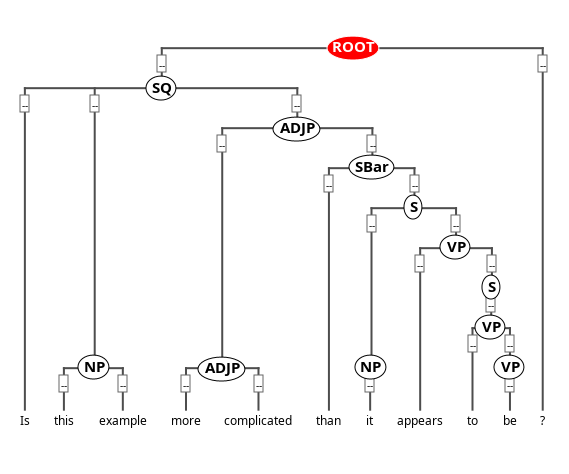 ROOT
--
--
SQ
-- -- --
ADJP
-- --
SBar
-- --
S
-- --
VP
-- --
S
--
VP
-- --
NP ADJP NP VP
-- -- -- -- -- --
Is this example more complicated than it appears to be ?